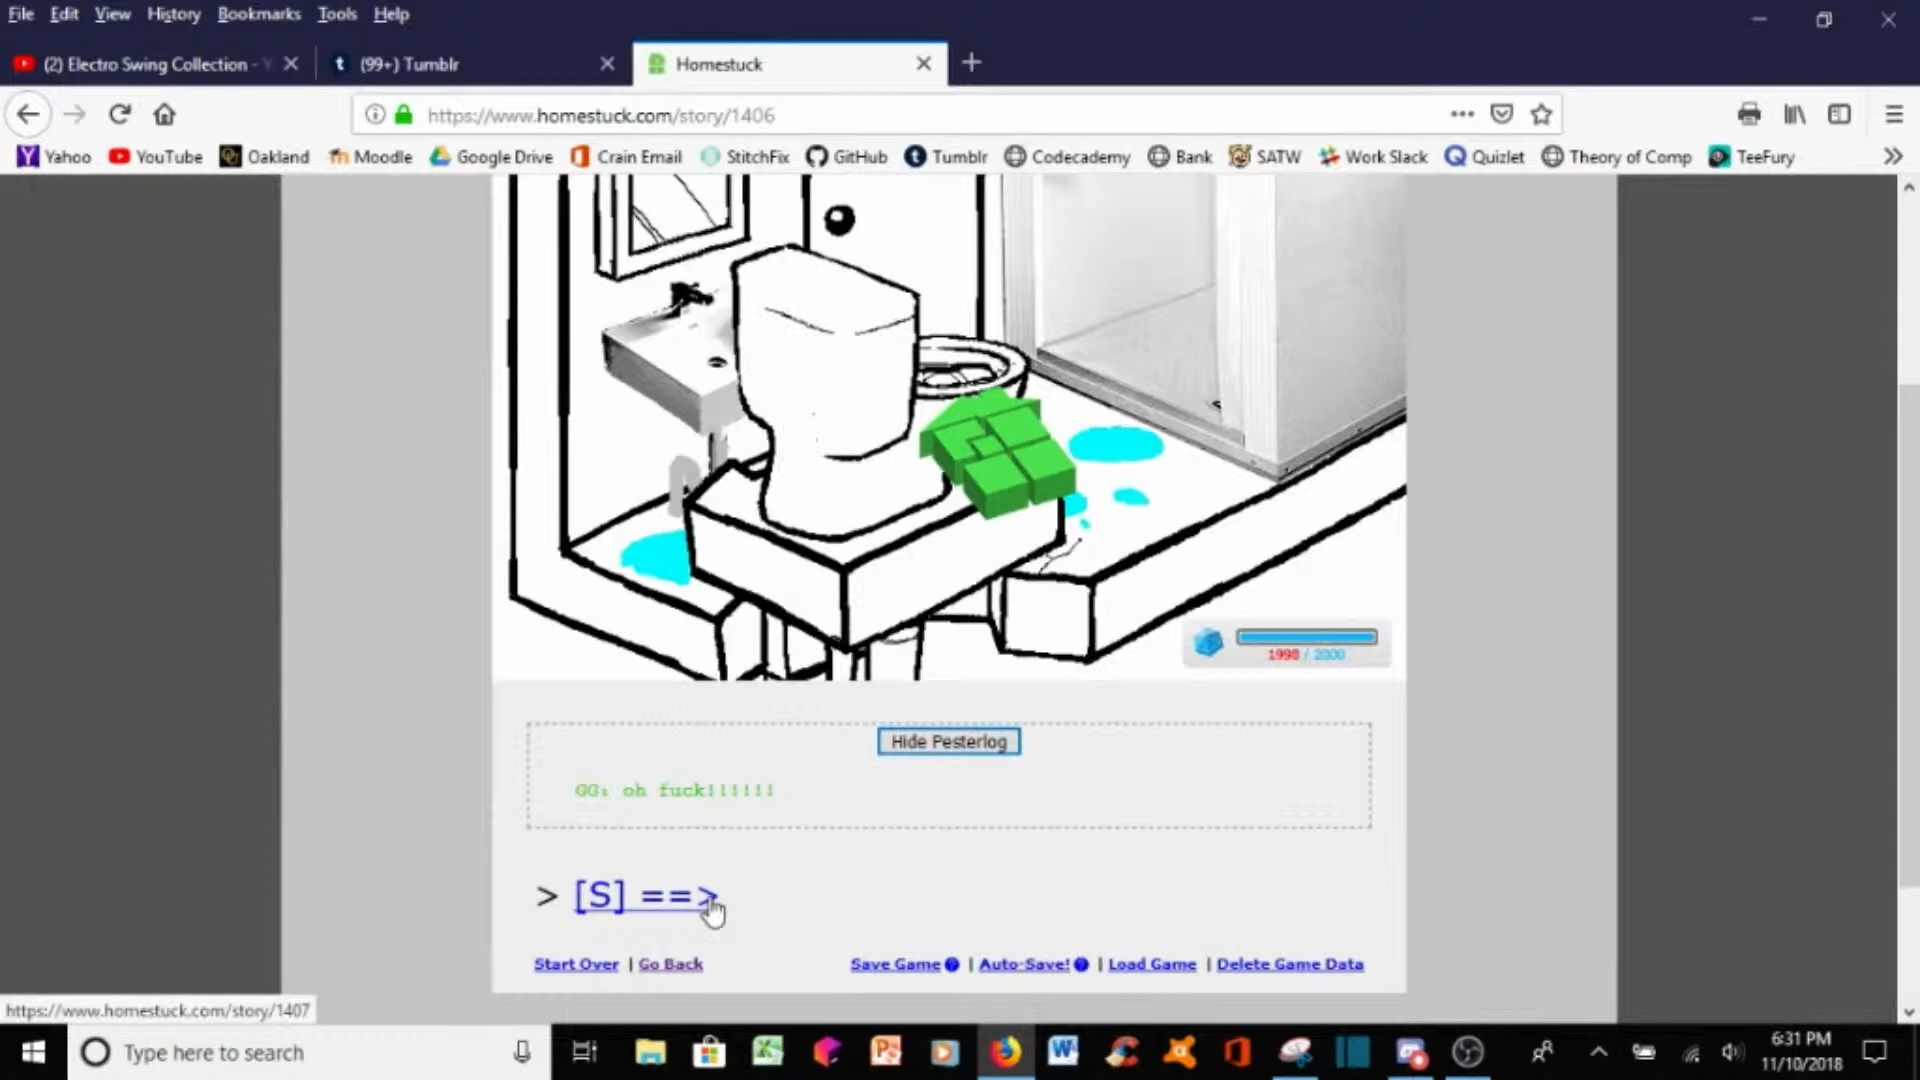 File Edit View History Bookmarks Tools Help
(2) Electro Swing Collection - Y
t (99+) Tumblr
Homestuck
https://www.homestuck.com/story/1406
Yahoo YouTube Oakland Moodle Google Drive Crain Email StitchFix GitHub Tumblr Codecademy Bank SATW Work Slack Quizlet Theory of Comp TeeFury
1998 / 2000
Hide Pesterlog
GG: oh fuck!!!!!!
> [S] ==>
Start Over | Go Back Save Game ? | Auto-Save! ? | Load Game | Delete Game Data
https://www.homestuck.com/story/1407
Type here to search
6:31 PM
11/10/2018